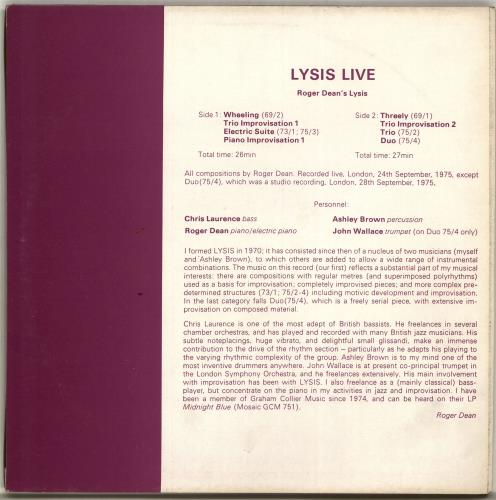 LYSIS LIVE
Roger Dean's Lysis
Side 1: Wheeling (69/2)
Trio Improvisation 1
Electric Suite (73/1; 75/3)
Piano Improvisation 1
Total time: 26min
Side 2: Threely (69/1)
Trio Improvisation 2
Trio (75/2)
Duo (75/4)
Total time: 27min
All compositions by Roger Dean. Recorded live, London, 24th September, 1975, except
Duo(75/4), which was a studio recording, London, 28th September, 1975,
Personnel:
Chris Laurence bass
Ashley Brown percussion
Roger Dean piano/electric piano
John Wallace trumpet (on Duo 75/4 only)
I formed LYSIS in 1970; it has consisted since then of a nucleus of two musicians (myself
and Ashley Brown), to which others are added to allow a wide range of instrumental
combinations. The music on this record (our first) reflects a substantial part of my musical
interests: there are compositions with regular metres (and superimposed polyrhythms)
used as a basis for improvisation; completely improvised pieces; and more complex pre-
determined structures (73/1; 75/2-4) including motivic development and improvisation.
In the last category falls Duo(75/4), which is a freely serial piece, with extensive im-
provisation on composed material.
Chris Laurence is one of the most adept of British bassists. He freelances in several
chamber orchestras, and has played and recorded with many British jazz musicians. His
subtle noteplacings, huge vibrato, and delightful small glissandi, make an immense
contribution to the drive of the rhythm section – particularly as he adapts his playing to
the varying rhythmic complexity of the group. Ashley Brown is to my mind one of the
most inventive drummers anywhere. John Wallace is at present co-principal trumpet in
the London Symphony Orchestra, and he freelances extensively. His main involvement
with improvisation has been with LYSIS. I also freelance as a (mainly classical) bass-
player, but concentrate on the piano in my activities in jazz and improvisation. I have
been a member of Graham Collier Music since 1974, and can be heard on their LP
Midnight Blue (Mosaic GCM 751).
Roger Dean